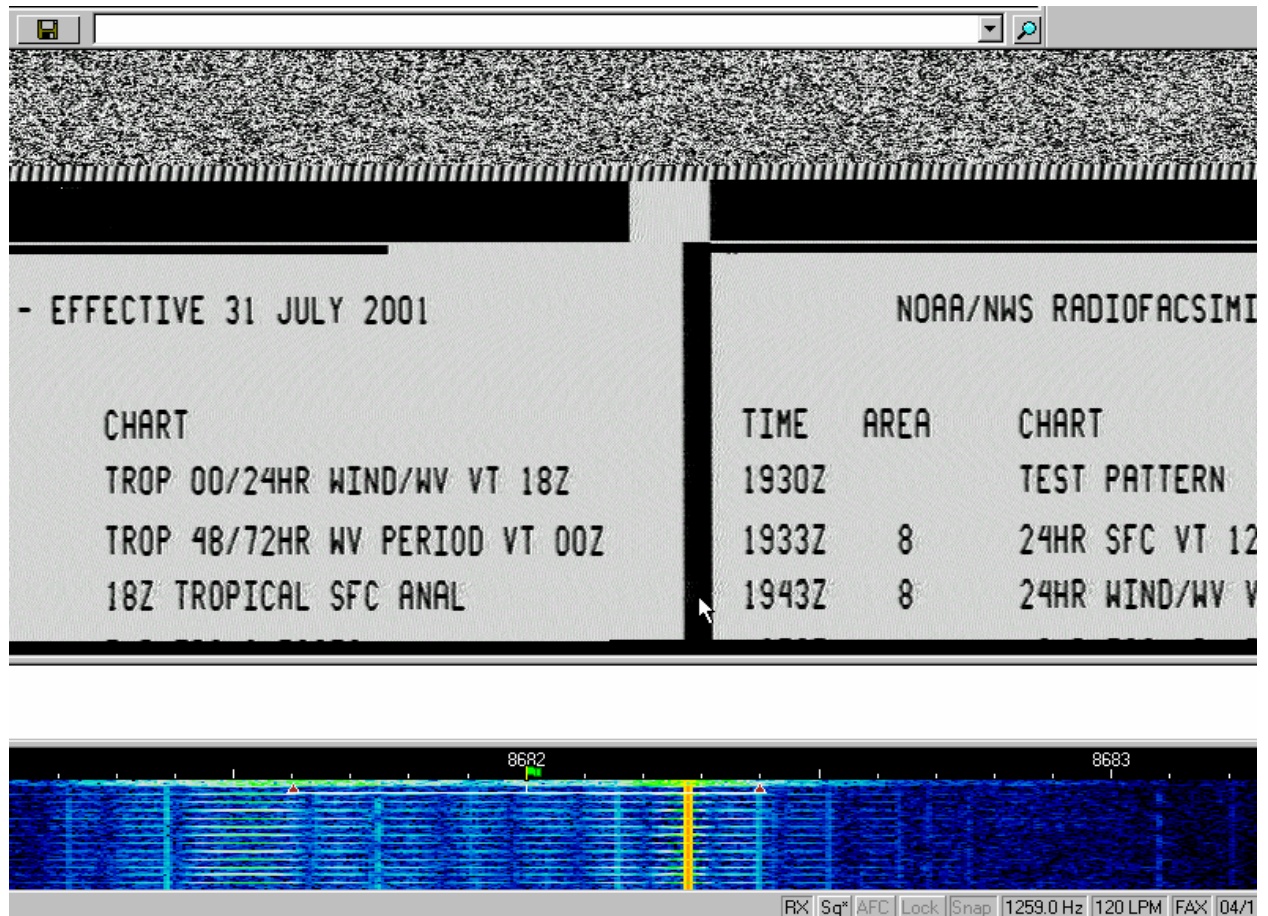 - EFFECTIVE 31 JULY 2001
CHART
TROP 00/24HR WIND/WV VT 18Z
TROP 48/72HR WV PERIOD VT 00Z
18Z TROPICAL SFC ANAL
NOAA/NWS RADIOFACSIMI
TIME AREA CHART
1930Z TEST PATTERN
1933Z 8 24HR SFC VT 12
1943Z 8 24HR WIND/WV V
8682 8683
RX Sq* AFC Lock Snap 1259.0 Hz 120 LPM FAX 04/1